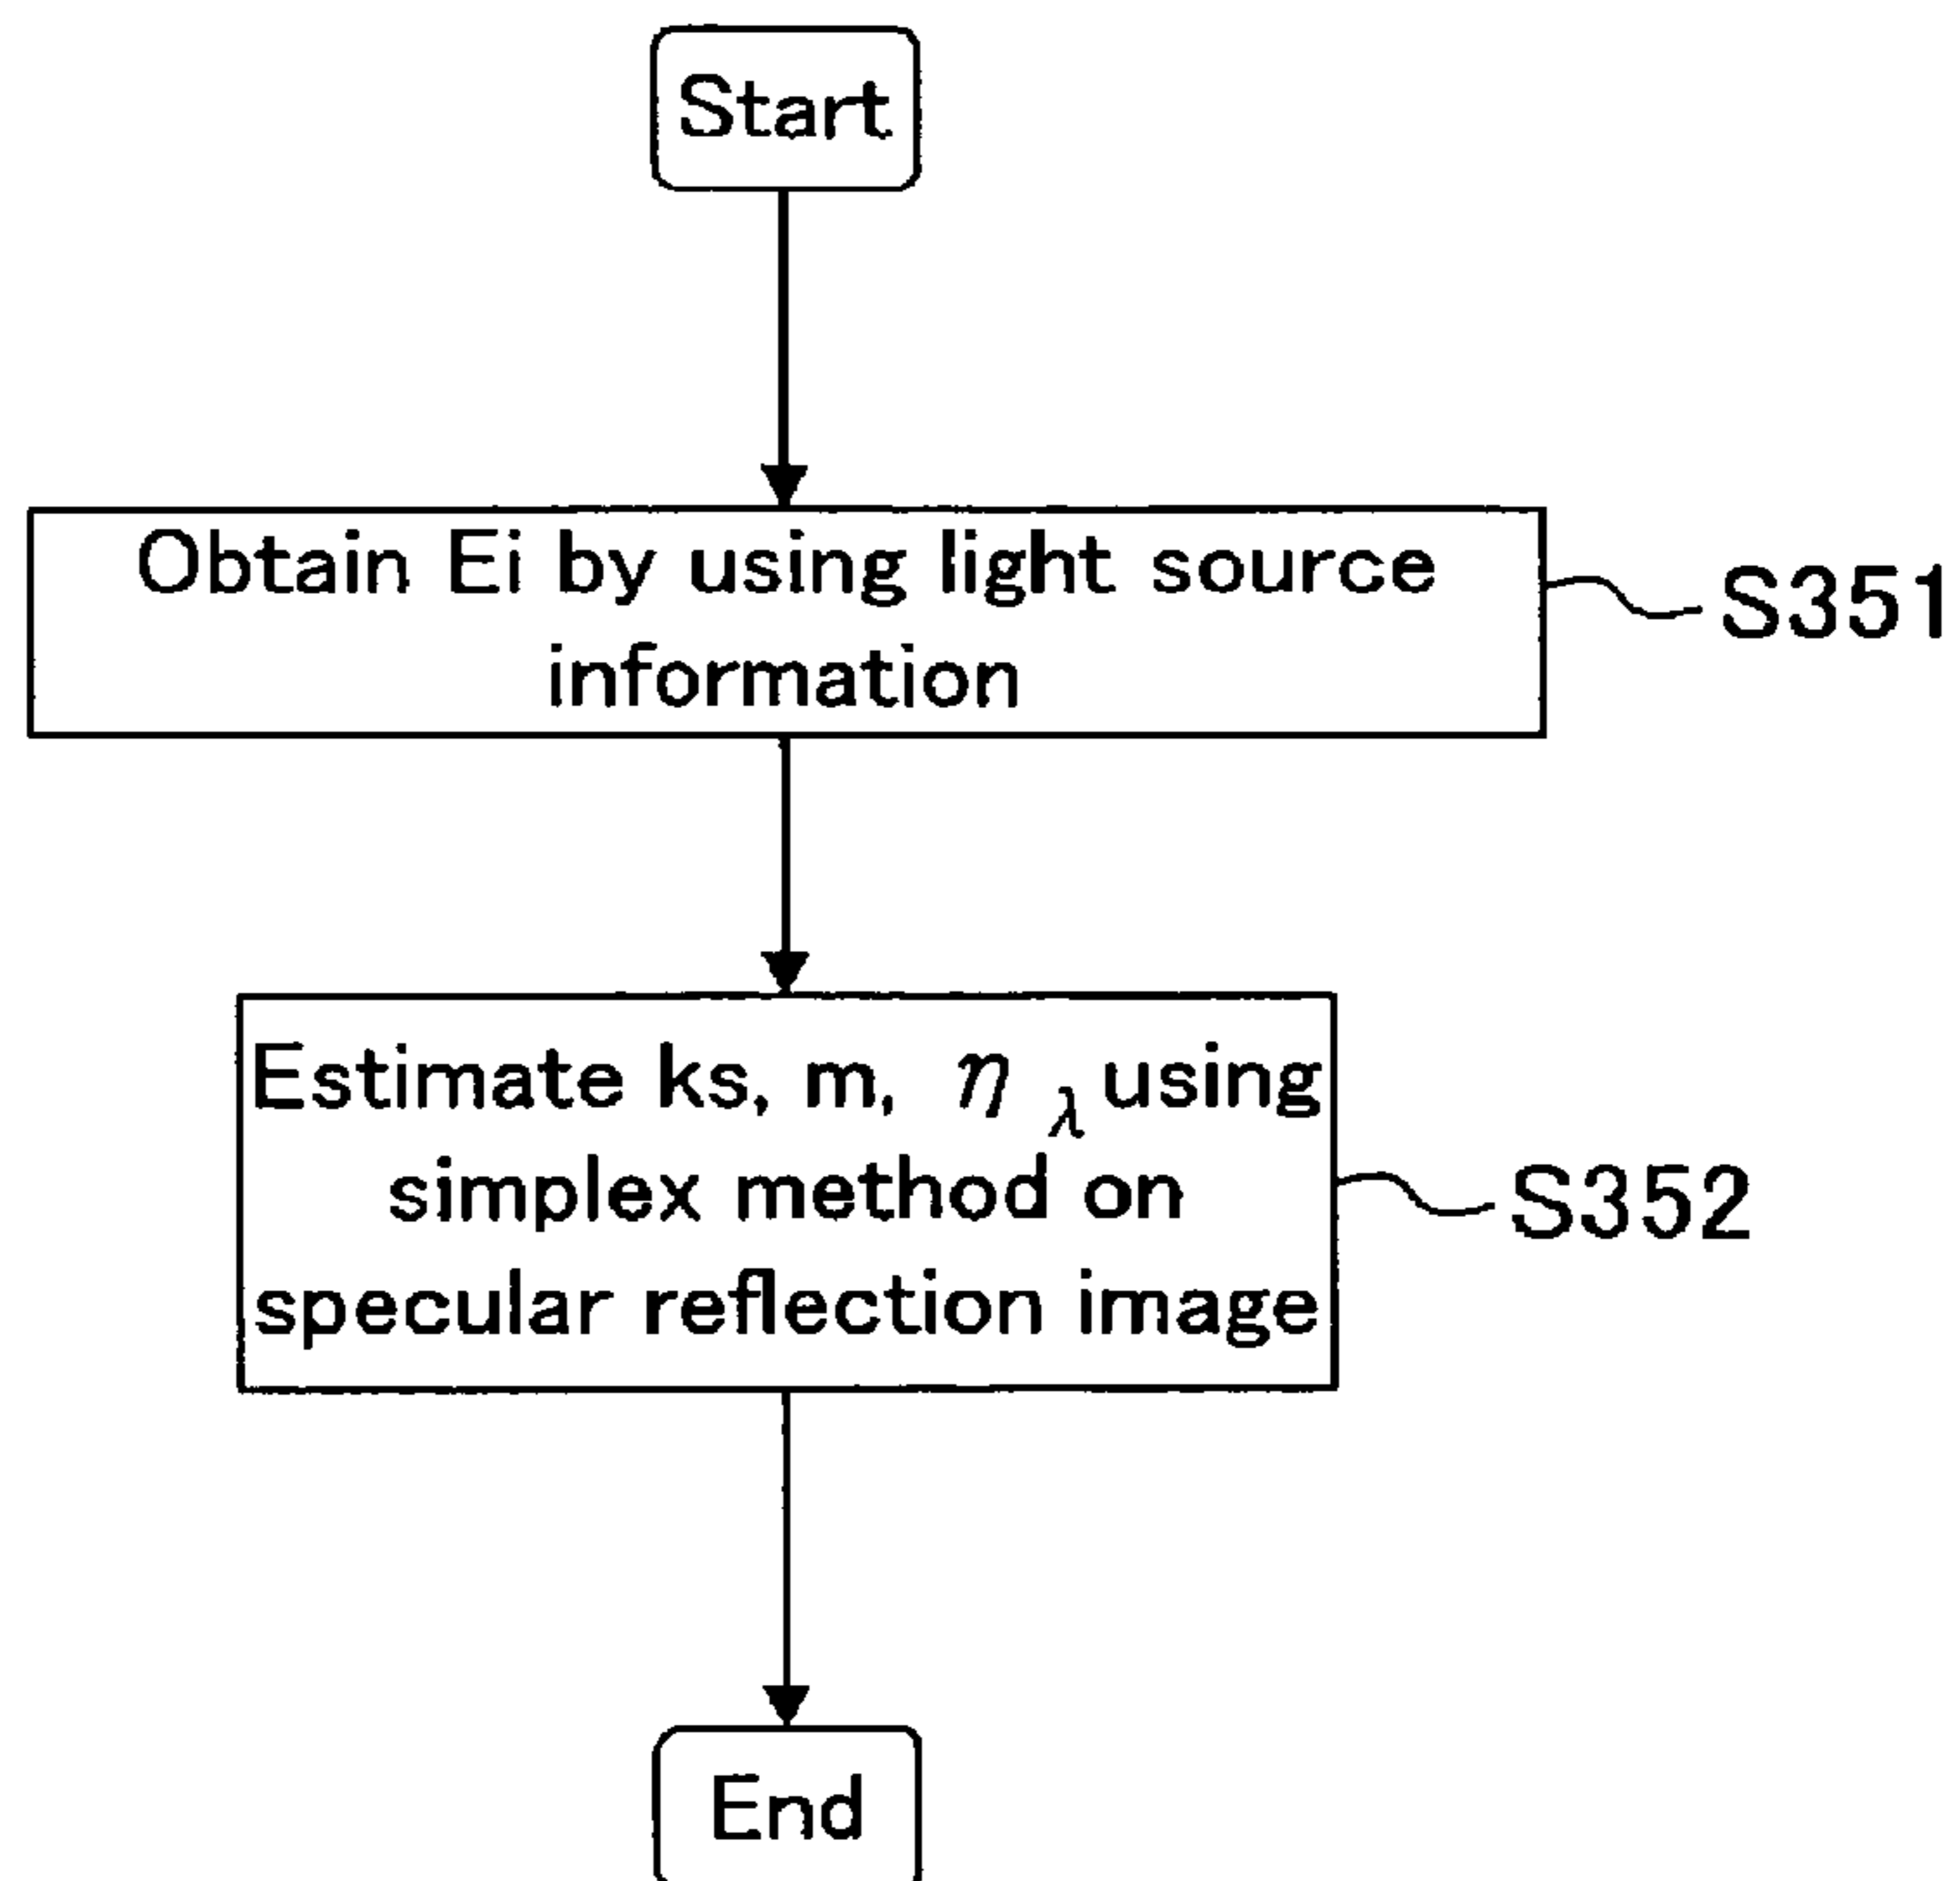 Start
Obtain Ei by using light source
information
S351
Estimate ks, m, η λ using
simplex method on
specular reflection image
S352
End